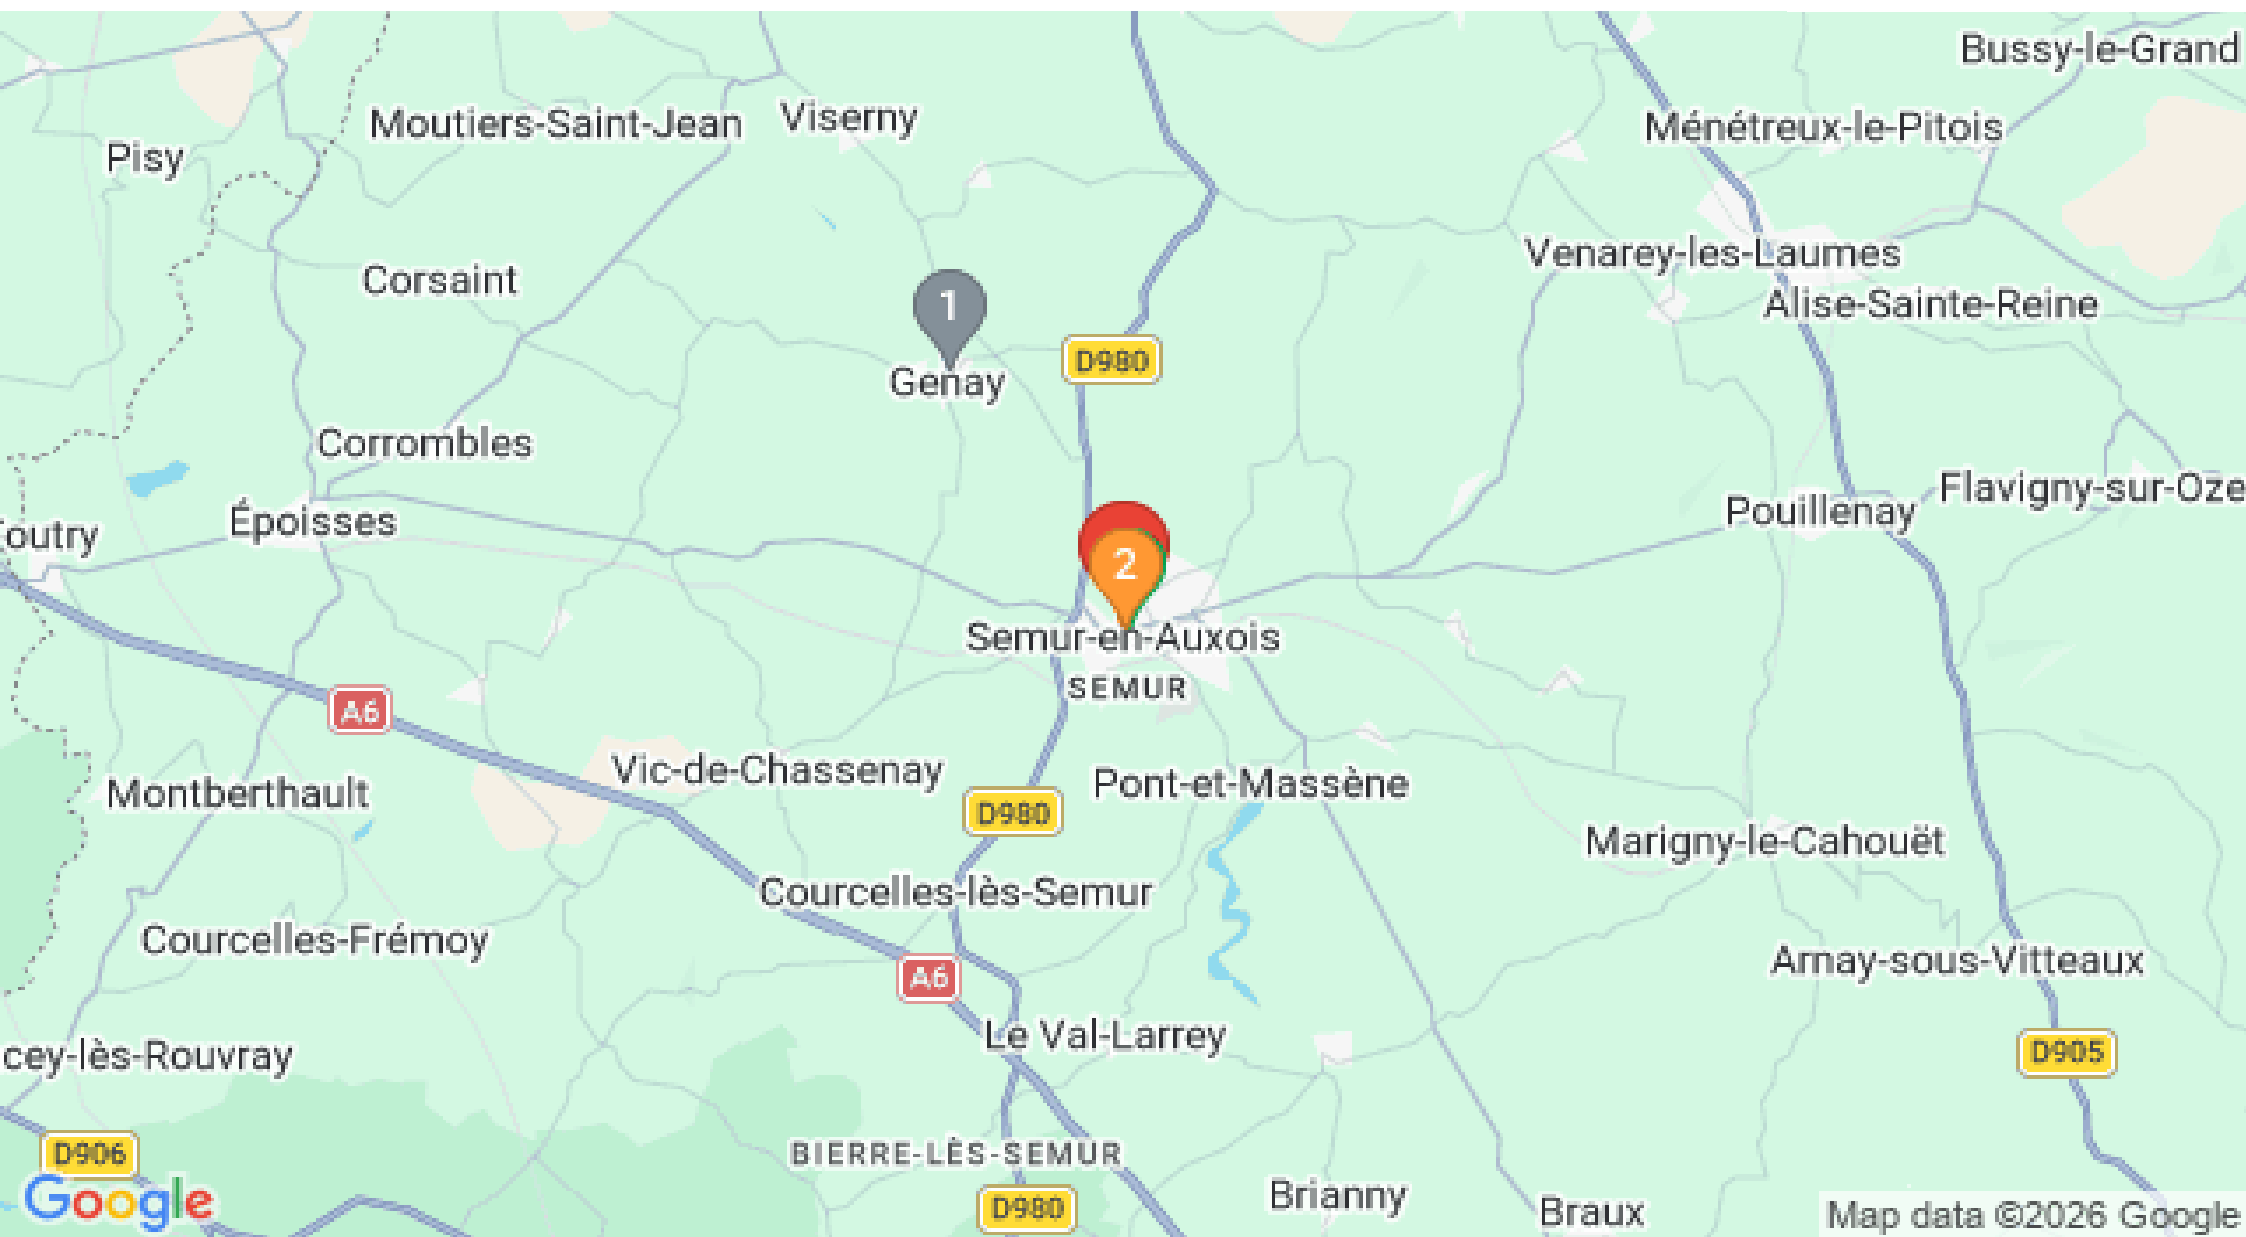 Bussy-le-Grand
Moutiers-Saint-Jean
Viserny
Ménétreux-le-Pitois
Pisy
Venarey-les-Laumes
Corsaint
Alise-Sainte-Reine
1
D980
Genay
Corrombles
Flavigny-sur-Oze
Pouillenay
Époisses
outry
2
Semur-en-Auxois
SEMUR
A6
Vic-de-Chassenay
Pont-et-Massène
Montberthault
D980
Marigny-le-Cahouët
Courcelles-lès-Semur
Courcelles-Frémoy
Arnay-sous-Vitteaux
A6
Le Val-Larrey
cey-lès-Rouvray
D905
D906
BIERRE-LÈS-SEMUR
Google
Brianny
D980
Braux
Map data ©2026 Google